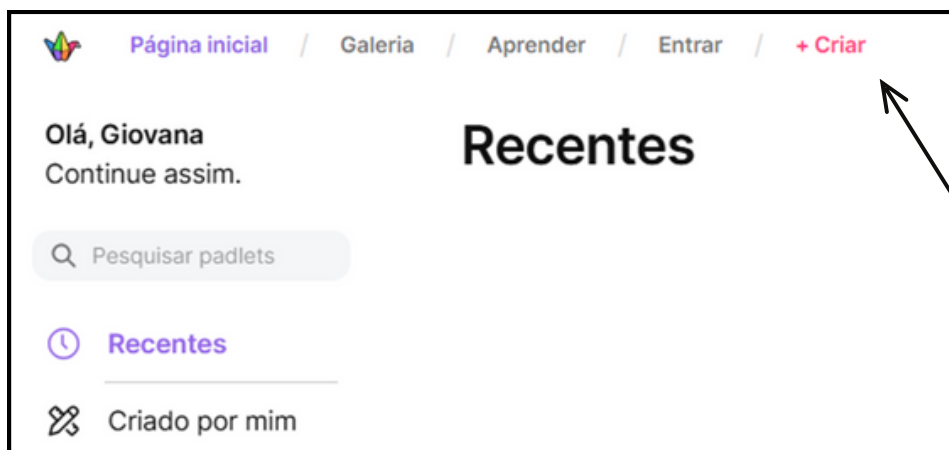 Página inicial / Galeria / Aprender / Entrar / + Criar
Olá, Giovana
Continue assim.
Recentes
Pesquisar padlets
Recentes
Criado por mim